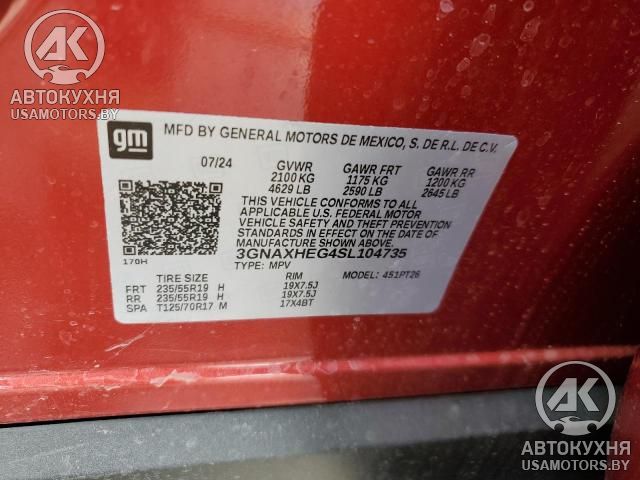 АК
АВТОКУХНЯ
USAMOTORS.BY
gm
MFD BY GENERAL MOTORS DE MEXICO, S. DE R.L. DE C.V.
07/24 GVWR GAWR FRT GAWR RR
2100 KG 1175 KG 1200 KG
4629 LB 2590 LB 2645 LB
THIS VEHICLE CONFORMS TO ALL
APPLICABLE U.S. FEDERAL MOTOR
VEHICLE SAFETY AND THEFT PREVENTION
STANDARDS IN EFFECT ON THE DATE OF
MANUFACTURE SHOWN ABOVE.
3GNAXHEG4SL104735
170H
TYPE: MPV MODEL: 451PT26
TIRE SIZE RIM
FRT 235/55R19 H 19X7.5J
RR 235/55R19 H 19X7.5J
SPA T125/70R17 M 17X4BT
АК
АВТОКУХНЯ
USAMOTORS.BY